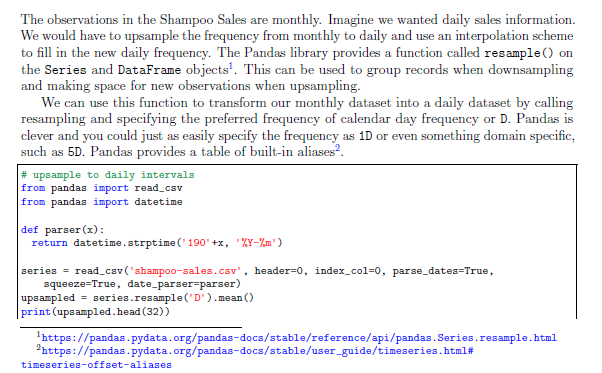 The observations in the Shampoo Sales are monthly. Imagine we wanted daily sales information.
We would have to upsample the frequency from monthly to daily and use an interpolation scheme
to fill in the new daily frequency. The Pandas library provides a function called resample() on
the Series and DataFrame objects¹. This can be used to group records when downsampling
and making space for new observations when upsampling.
We can use this function to transform our monthly dataset into a daily dataset by calling
resampling and specifying the preferred frequency of calendar day frequency or D. Pandas is
clever and you could just as easily specify the frequency as 1D or even something domain specific,
such as 5D. Pandas provides a table of built-in aliases².
# upsample to daily intervals
from pandas import read_csv
from pandas import datetime
def parser(x):
return datetime.strptime('190'+x, '%Y-%m')
series = read_csv('shampoo-sales.csv', header=0, index_col=0, parse_dates=True,
squeeze=True, date_parser=parser)
upsampled = series.resample('D').mean()
print(upsampled.head(32))
¹https://pandas.pydata.org/pandas-docs/stable/reference/api/pandas.Series.resample.html
²https://pandas.pydata.org/pandas-docs/stable/user_guide/timeseries.html#
timeseries-offset-aliases